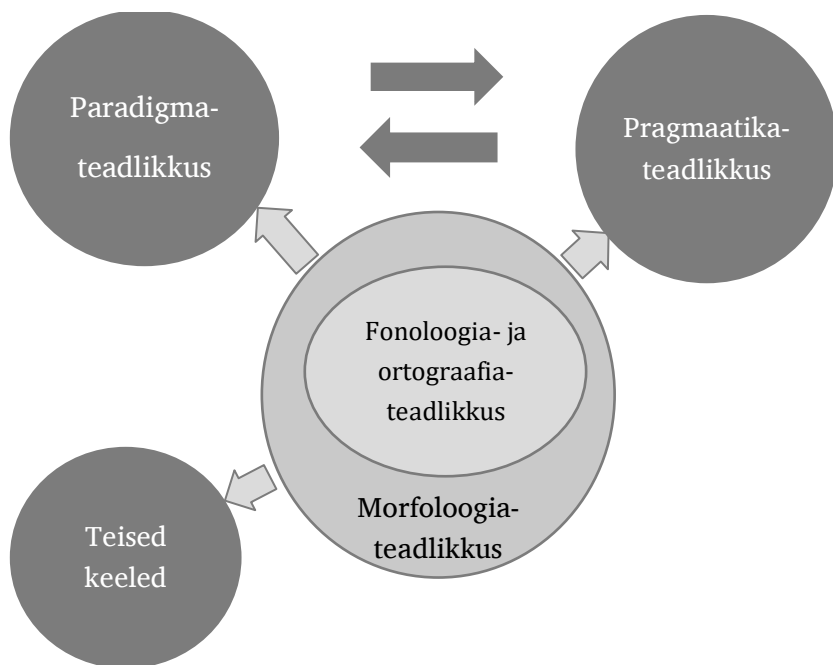 Paradigma-
teadlikkus
Pragmaatika-
teadlikkus
Fonoloogia- ja
ortograafia-
teadlikkus
Morfoloogia-
teadlikkus
Teised
keeled